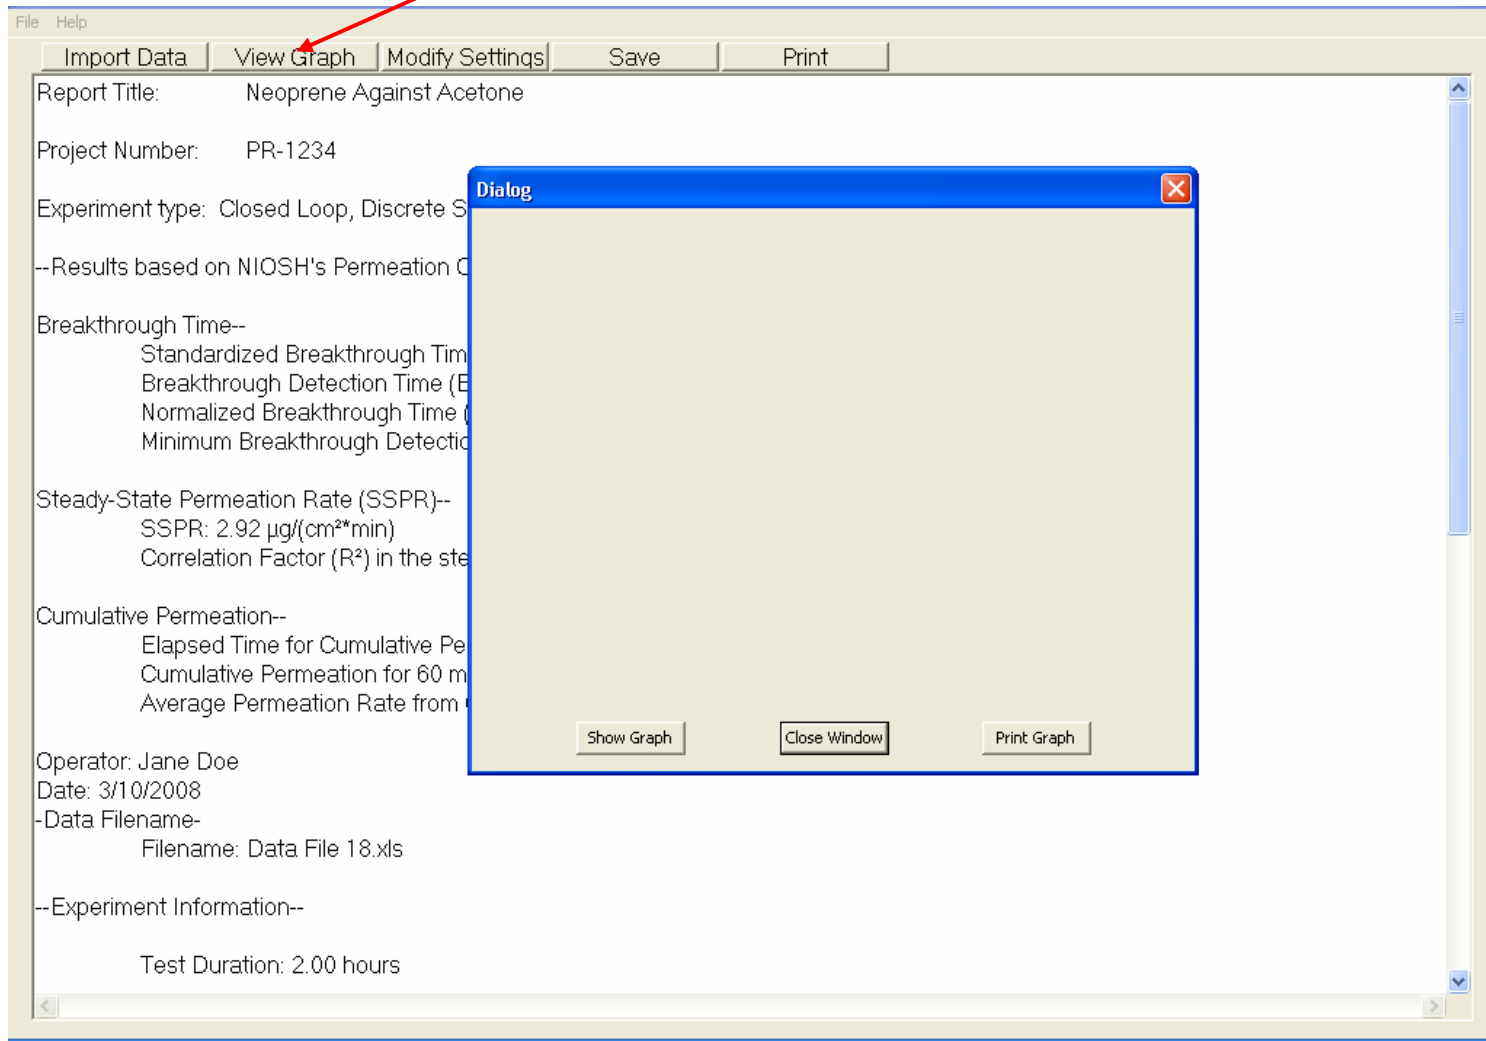 File Help
Import Data View Graph Modify Settings Save Print
Report Title: Neoprene Against Acetone
Project Number: PR-1234
Experiment type: Closed Loop, Discrete S
--Results based on NIOSH's Permeation C
Breakthrough Time--
Standardized Breakthrough Tim
Breakthrough Detection Time (E
Normalized Breakthrough Time (
Minimum Breakthrough Detectio
Steady-State Permeation Rate (SSPR)--
SSPR: 2.92 µg/(cm²*min)
Correlation Factor (R²) in the ste
Cumulative Permeation--
Elapsed Time for Cumulative Pe
Cumulative Permeation for 60 m
Average Permeation Rate from
Operator: Jane Doe
Date: 3/10/2008
-Data Filename-
Filename: Data File 18.xls
--Experiment Information--
Test Duration: 2.00 hours
Dialog
Show Graph Close Window Print Graph